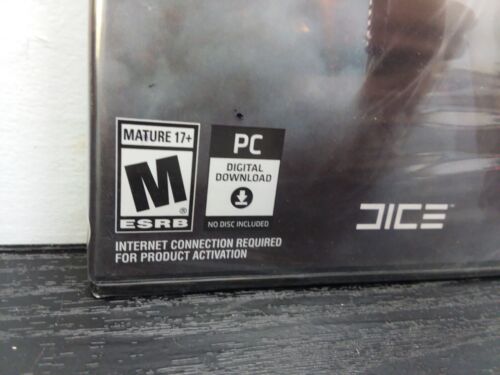 MATURE 17+
M
®
ESRB
PC
DIGITAL
DOWNLOAD
NO DISC INCLUDED
INTERNET CONNECTION REQUIRED
FOR PRODUCT ACTIVATION
DICE